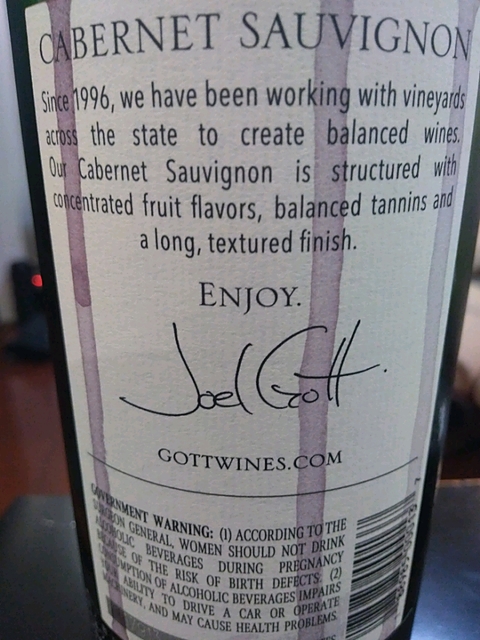 CABERNET SAUVIGNON
Since 1996, we have been working with vineyards
across the state to create balanced wines.
Our Cabernet Sauvignon is structured with
concentrated fruit flavors, balanced tannins and
a long, textured finish.
ENJOY.
Joel Gott.
GOTTWINES.COM
GOVERNMENT WARNING: (1) ACCORDING TO THE
SURGEON GENERAL, WOMEN SHOULD NOT DRINK
ALCOHOLIC BEVERAGES DURING PREGNANCY
BECAUSE OF THE RISK OF BIRTH DEFECTS. (2)
CONSUMPTION OF ALCOHOLIC BEVERAGES IMPAIRS
YOUR ABILITY TO DRIVE A CAR OR OPERATE
MACHINERY, AND MAY CAUSE HEALTH PROBLEMS.